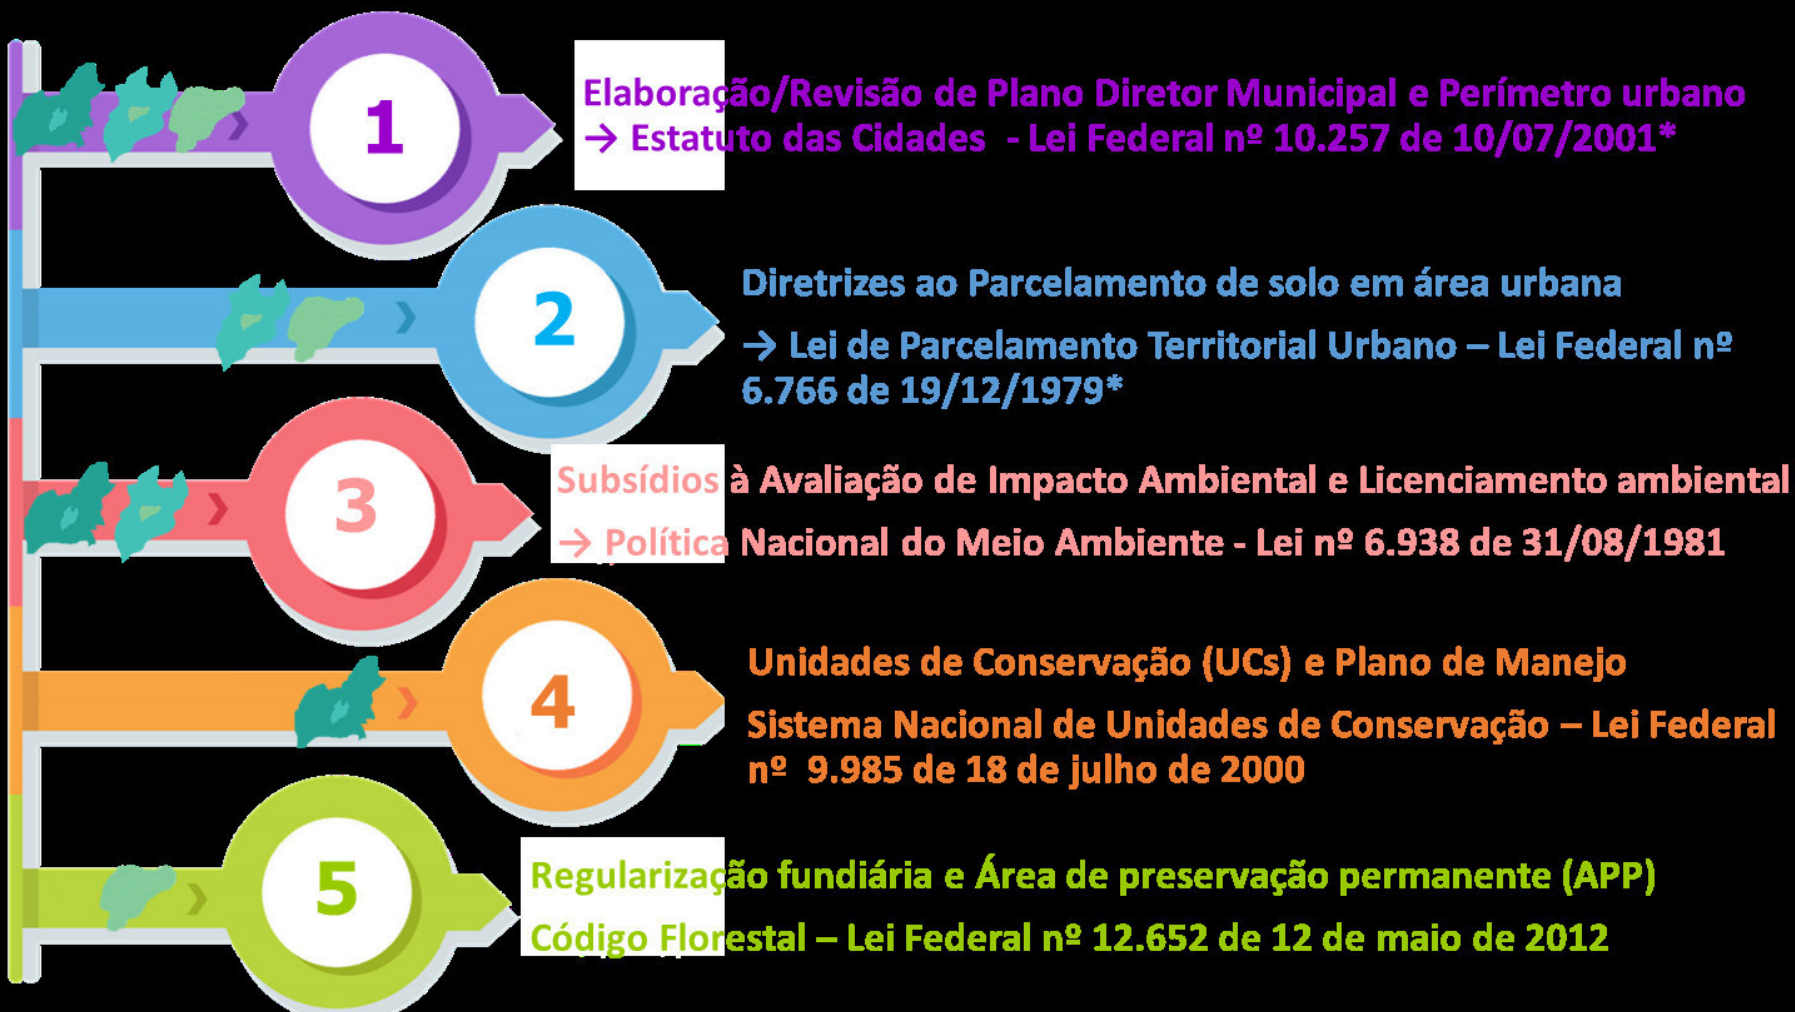 1
Elaboração/Revisão de Plano Diretor Municipal e Perímetro urbano
→ Estatuto das Cidades - Lei Federal nº 10.257 de 10/07/2001*
2
Diretrizes ao Parcelamento de solo em área urbana
→ Lei de Parcelamento Territorial Urbano – Lei Federal nº
6.766 de 19/12/1979*
3
Subsídios à Avaliação de Impacto Ambiental e Licenciamento ambiental
→ Política Nacional do Meio Ambiente - Lei nº 6.938 de 31/08/1981
4
Unidades de Conservação (UCs) e Plano de Manejo
Sistema Nacional de Unidades de Conservação – Lei Federal
nº 9.985 de 18 de julho de 2000
5
Regularização fundiária e Área de preservação permanente (APP)
Código Florestal – Lei Federal nº 12.652 de 12 de maio de 2012